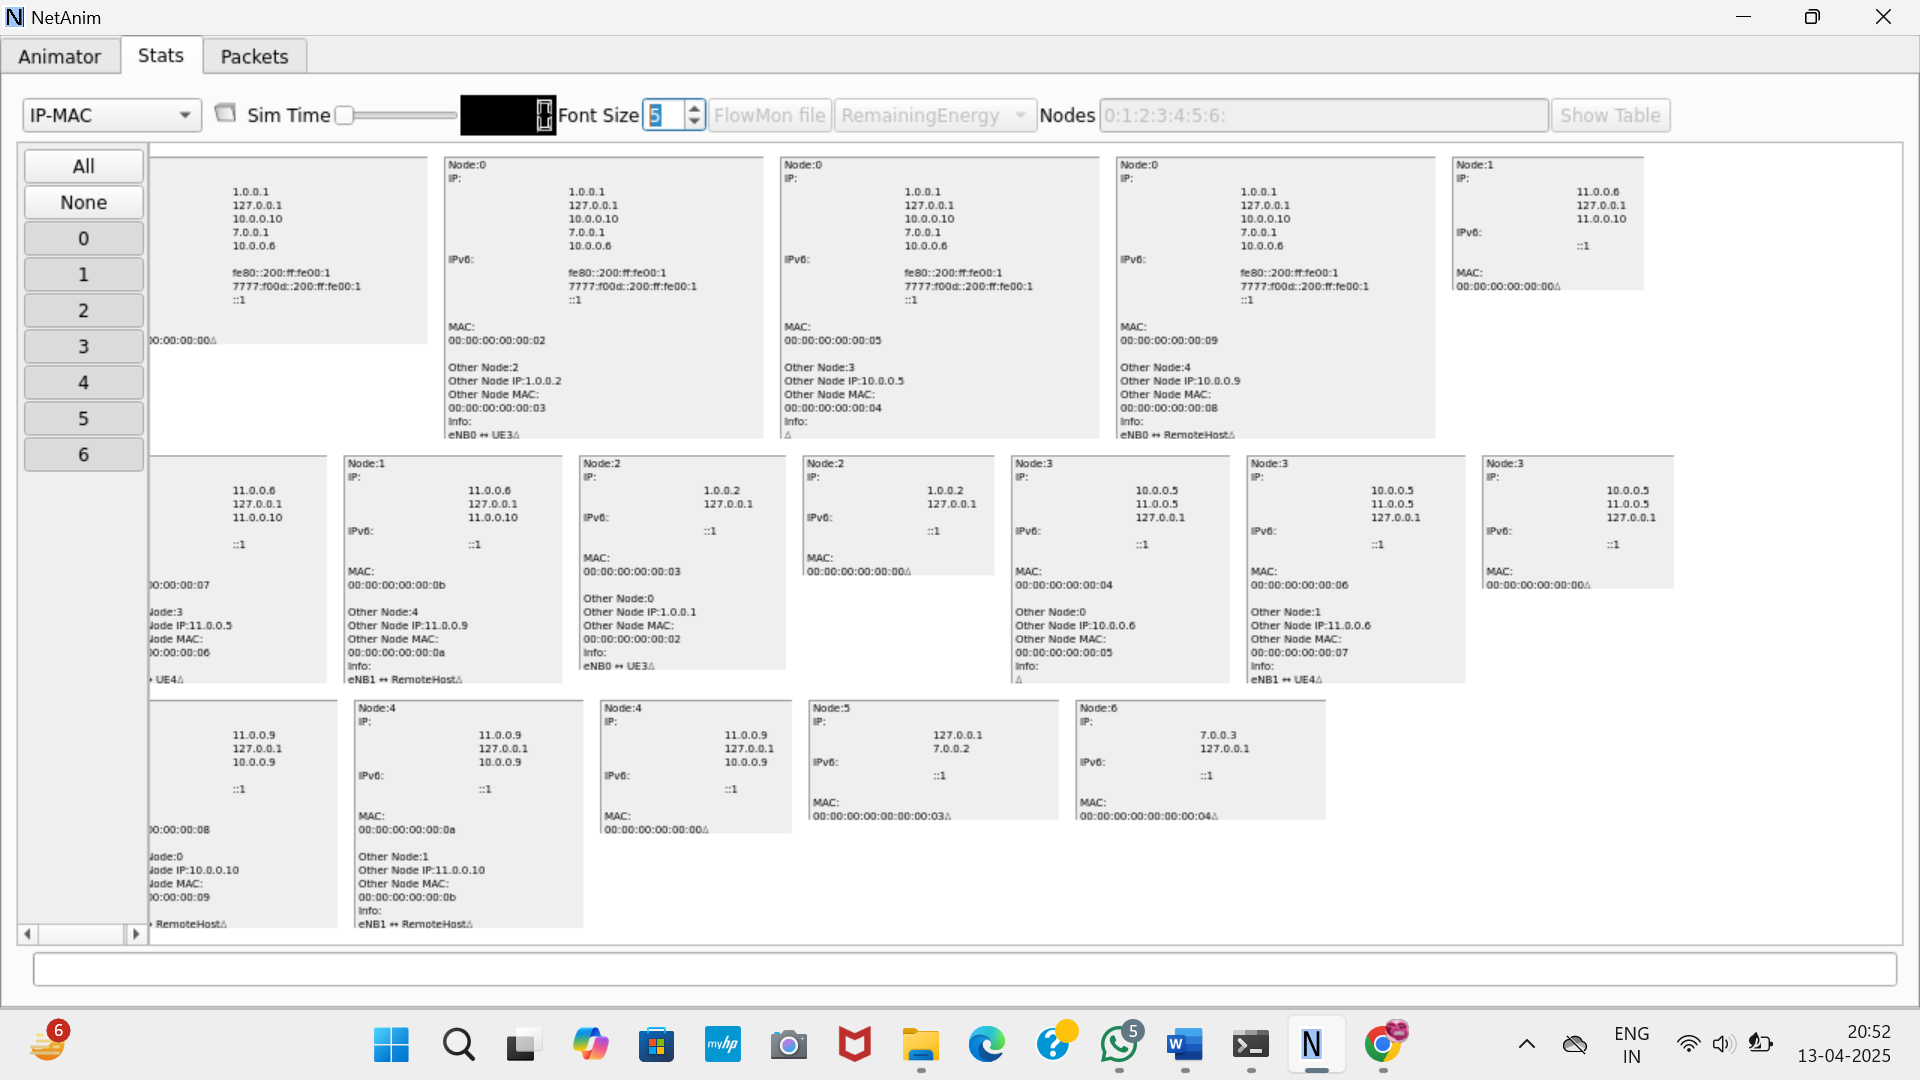 NetAnim
Animator
Stats
Packets
IP-MAC
Sim Time
0
Font Size
5
FlowMon file
RemainingEnergy
Nodes
0:1:2:3:4:5:6:
Show Table
All
None
0
1
2
3
4
5
6
1.0.0.1
127.0.0.1
10.0.0.10
7.0.0.1
10.0.0.6
fe80::200:ff:fe00:1
7777:f00d::200:ff:fe00:1
::1
00:00:00:00Δ
Node:0
IP:
1.0.0.1
127.0.0.1
10.0.0.10
7.0.0.1
10.0.0.6
IPv6:
fe80::200:ff:fe00:1
7777:f00d::200:ff:fe00:1
::1
MAC:
00:00:00:00:00:02
Other Node:2
Other Node IP:1.0.0.2
Other Node MAC:
00:00:00:00:00:03
Info:
eNB0 ↔ UE3Δ
Node:0
IP:
1.0.0.1
127.0.0.1
10.0.0.10
7.0.0.1
10.0.0.6
IPv6:
fe80::200:ff:fe00:1
7777:f00d::200:ff:fe00:1
::1
MAC:
00:00:00:00:00:05
Other Node:3
Other Node IP:10.0.0.5
Other Node MAC:
00:00:00:00:00:04
Info:
Δ
Node:0
IP:
1.0.0.1
127.0.0.1
10.0.0.10
7.0.0.1
10.0.0.6
IPv6:
fe80::200:ff:fe00:1
7777:f00d::200:ff:fe00:1
::1
MAC:
00:00:00:00:00:09
Other Node:4
Other Node IP:10.0.0.9
Other Node MAC:
00:00:00:00:00:08
Info:
eNB0 ↔ RemoteHostΔ
Node:1
IP:
11.0.0.6
127.0.0.1
11.0.0.10
IPv6:
::1
MAC:
00:00:00:00:00:00Δ
11.0.0.6
127.0.0.1
11.0.0.10
::1
00:00:00:07
Node:3
Node IP:11.0.0.5
Node MAC:
00:00:00:06
↔ UE4Δ
Node:1
IP:
11.0.0.6
127.0.0.1
11.0.0.10
IPv6:
::1
MAC:
00:00:00:00:00:0b
Other Node:4
Other Node IP:11.0.0.9
Other Node MAC:
00:00:00:00:00:0a
Info:
eNB1 ↔ RemoteHostΔ
Node:2
IP:
1.0.0.2
127.0.0.1
IPv6:
::1
MAC:
00:00:00:00:00:03
Other Node:0
Other Node IP:1.0.0.1
Other Node MAC:
00:00:00:00:00:02
Info:
eNB0 ↔ UE3Δ
Node:2
IP:
1.0.0.2
127.0.0.1
IPv6:
::1
MAC:
00:00:00:00:00:00Δ
Node:3
IP:
10.0.0.5
11.0.0.5
127.0.0.1
IPv6:
::1
MAC:
00:00:00:00:00:04
Other Node:0
Other Node IP:10.0.0.6
Other Node MAC:
00:00:00:00:00:05
Info:
Δ
Node:3
IP:
10.0.0.5
11.0.0.5
127.0.0.1
IPv6:
::1
MAC:
00:00:00:00:00:06
Other Node:1
Other Node IP:11.0.0.6
Other Node MAC:
00:00:00:00:00:07
Info:
eNB1 ↔ UE4Δ
Node:3
IP:
10.0.0.5
11.0.0.5
127.0.0.1
IPv6:
::1
MAC:
00:00:00:00:00:00Δ
11.0.0.9
127.0.0.1
10.0.0.9
::1
00:00:00:08
Node:0
Node IP:10.0.0.10
Node MAC:
00:00:00:09
↔ RemoteHostΔ
Node:4
IP:
11.0.0.9
127.0.0.1
10.0.0.9
IPv6:
::1
MAC:
00:00:00:00:00:0a
Other Node:1
Other Node IP:11.0.0.10
Other Node MAC:
00:00:00:00:00:0b
Info:
eNB1 ↔ RemoteHostΔ
Node:4
IP:
11.0.0.9
127.0.0.1
10.0.0.9
IPv6:
::1
MAC:
00:00:00:00:00:00Δ
Node:5
IP:
127.0.0.1
7.0.0.2
IPv6:
::1
MAC:
00:00:00:00:00:00:00:03Δ
Node:6
IP:
7.0.0.3
127.0.0.1
IPv6:
::1
MAC:
00:00:00:00:00:00:00:04Δ
6
myhp
5
ENG
IN
20:52
13-04-2025